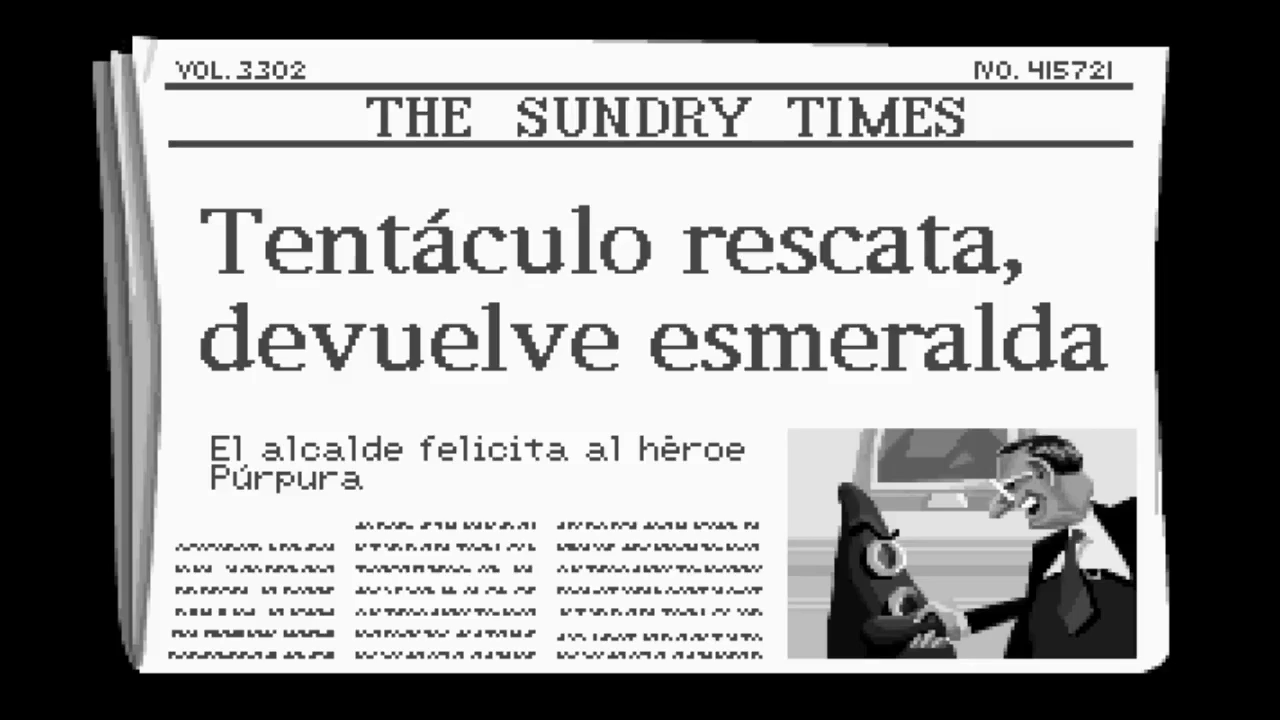 VOL. 3302
NO. 415721
THE SUNDRY TIMES
Tentáculo rescata,
devuelve esmeralda
El alcalde felicita al hèroe
Púrpura